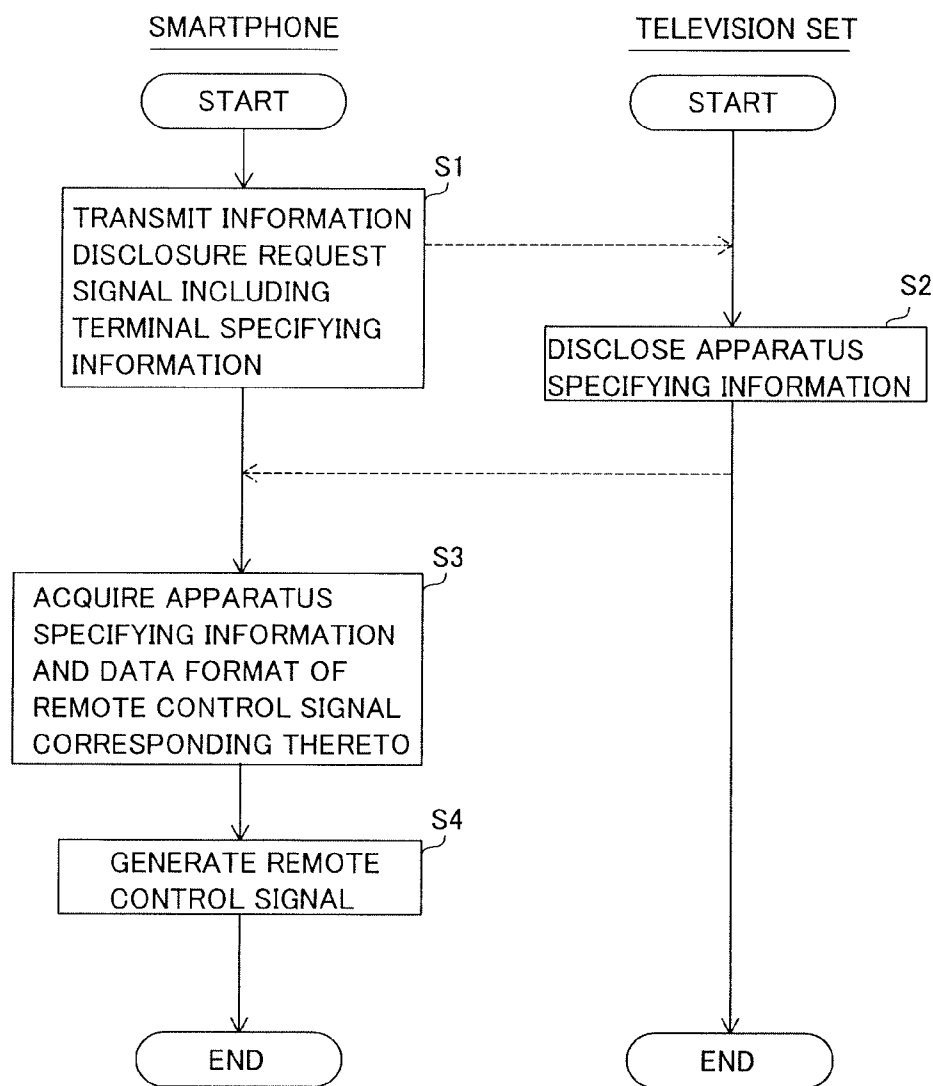 SMARTPHONE
TELEVISION SET
START
START
S1
TRANSMIT INFORMATION
DISCLOSURE REQUEST
SIGNAL INCLUDING
TERMINAL SPECIFYING
INFORMATION
S2
DISCLOSE APPARATUS
SPECIFYING INFORMATION
S3
ACQUIRE APPARATUS
SPECIFYING INFORMATION
AND DATA FORMAT OF
REMOTE CONTROL SIGNAL
CORRESPONDING THERETO
S4
GENERATE REMOTE
CONTROL SIGNAL
END
END